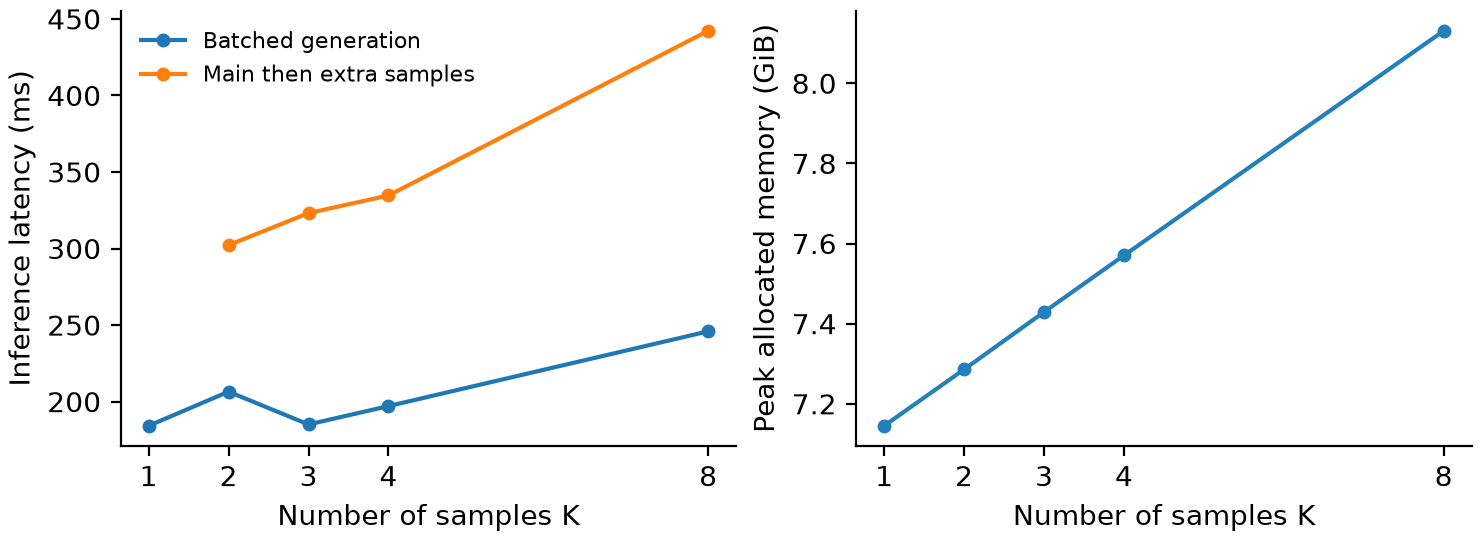 Inference latency (ms)
450
400
350
300
250
200
Batched generation
Main then extra samples
1 2 3 4 8
Number of samples K
Peak allocated memory (GiB)
8.0
7.8
7.6
7.4
7.2
1 2 3 4 8
Number of samples K